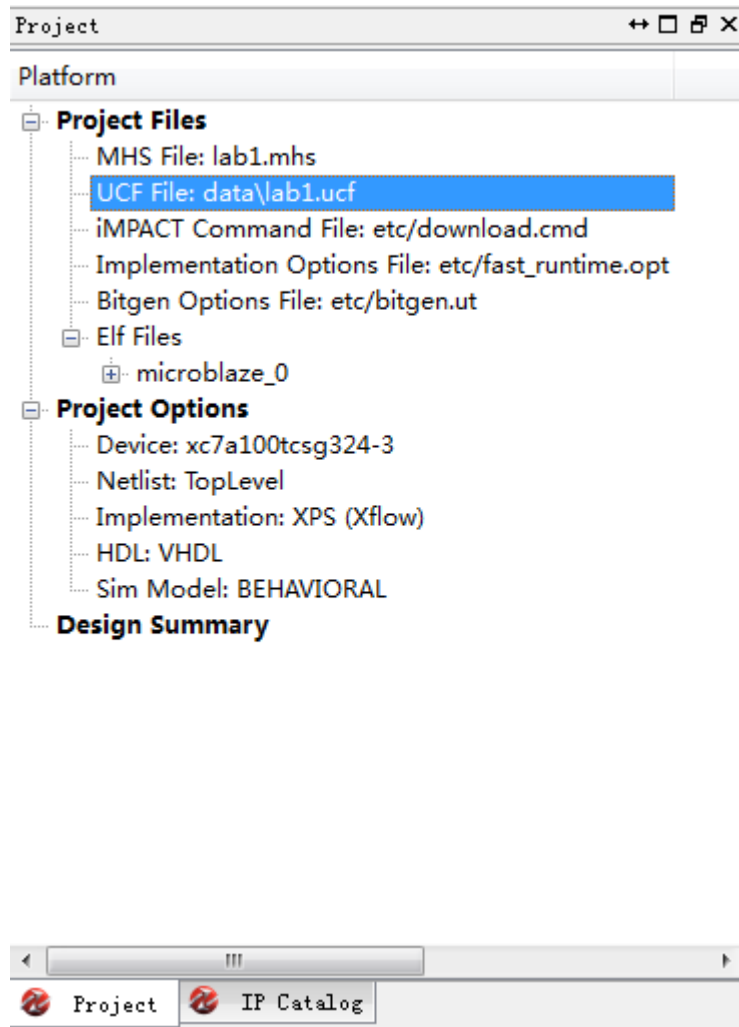 Project
Platform
Project Files
MHS File: lab1.mhs
UCF File: data\lab1.ucf
iMPACT Command File: etc/download.cmd
Implementation Options File: etc/fast_runtime.opt
Bitgen Options File: etc/bitgen.ut
Elf Files
microblaze_0
Project Options
Device: xc7a100tcsg324-3
Netlist: TopLevel
Implementation: XPS (Xflow)
HDL: VHDL
Sim Model: BEHAVIORAL
Design Summary
Project IP Catalog